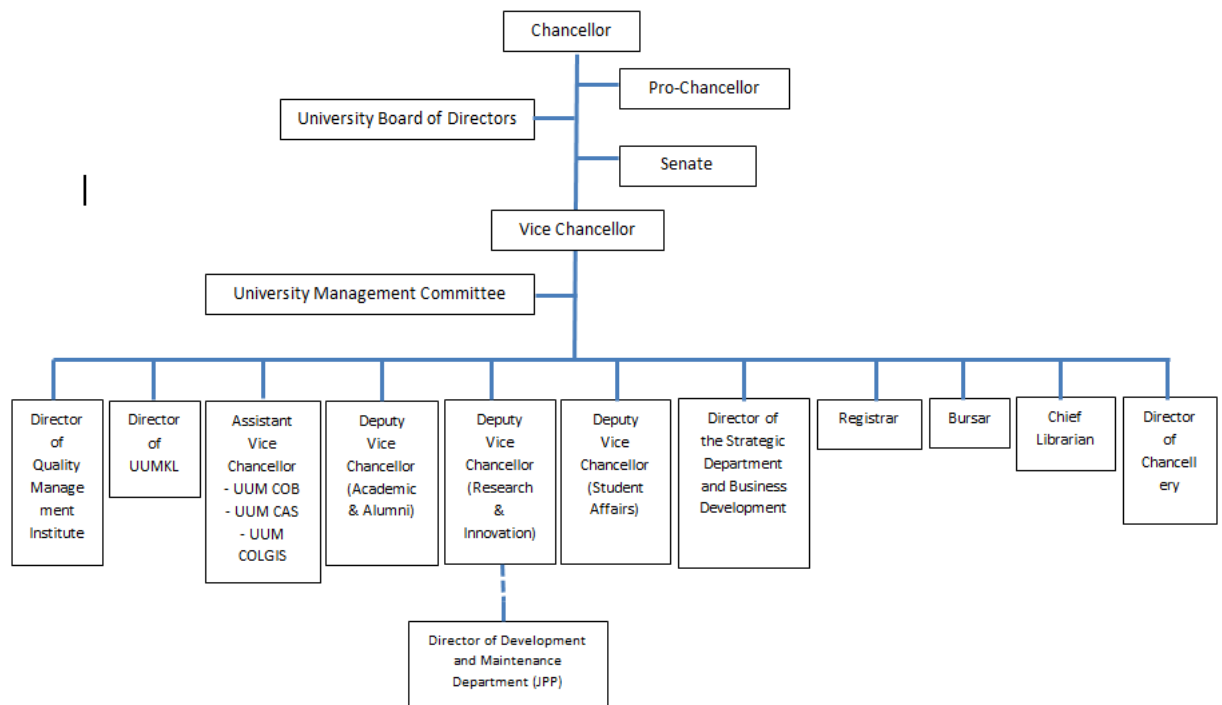 Chancellor
Pro-Chancellor
University Board of Directors
Senate
Vice Chancellor
University Management Committee
Director
of
Quality
Manage
ment
Institute
Director
of
UUMKL
Assistant
Vice
Chancellor
- UUM COB
- UUM CAS
- UUM
COLGIS
Deputy
Vice
Chancellor
(Academic
& Alumni)
Deputy
Vice
Chancellor
(Research
&
Innovation)
Deputy
Vice
Chancellor
(Student
Affairs)
Director of
the Strategic
Department
and Business
Development
Registrar
Bursar
Chief
Librarian
Director
of
Chancell
ery
Director of Development
and Maintenance
Department (JPP)